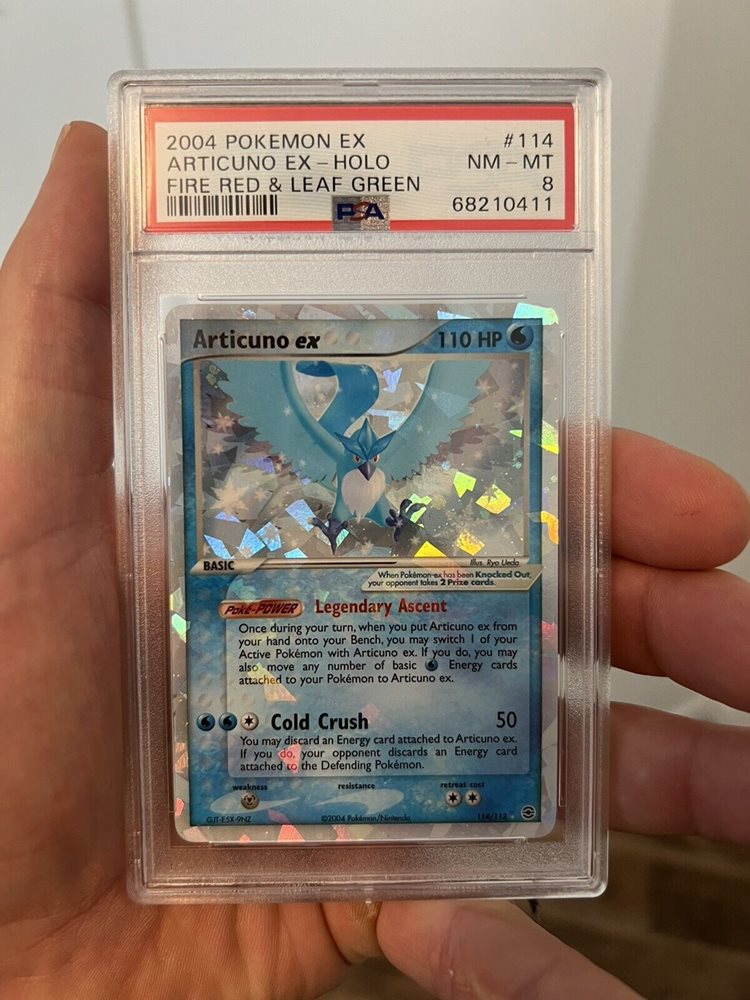 2004 POKEMON EX #114
ARTICUNO EX – HOLO NM – MT
FIRE RED & LEAF GREEN 8
PSA 68210411
Articuno ex 110 HP
BASIC
Illus. Ryo Ueda
When Pokémon-ex has been Knocked Out,
your opponent takes 2 Prize cards.
Poké-POWER Legendary Ascent
Once during your turn, when you put Articuno ex from
your hand onto your Bench, you may switch 1 of your
Active Pokémon with Articuno ex. If you do, you may
also move any number of basic Energy cards
attached to your Pokémon to Articuno ex.
Cold Crush 50
You may discard an Energy card attached to Articuno ex.
If you do, your opponent discards an Energy card
attached to the Defending Pokémon.
weakness resistance retreat cost
GJT-E5X-9NZ ©2004 Pokémon/Nintendo 114/112